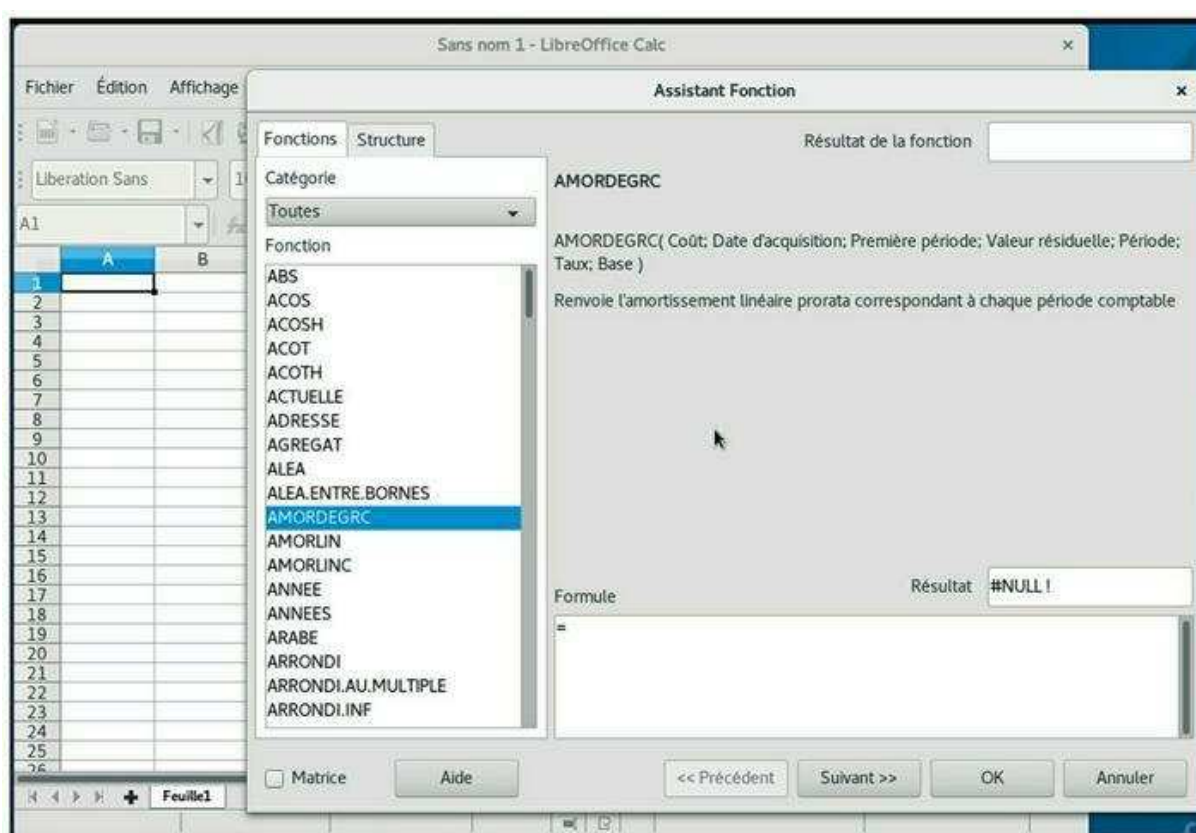 Sans nom 1 - LibreOffice Calc
Fichier Édition Affichage
Assistant Fonction
Fonctions Structure
Résultat de la fonction
Liberation Sans
Catégorie
Toutes
AMORDEGRC
A1
Fonction
AMORDEGRC( Coût; Date d'acquisition; Première période; Valeur résiduelle; Période;
Taux; Base )
Renvoie l'amortissement linéaire prorata correspondant à chaque période comptable
A B
1
2
3
4
5
6
7
8
9
10
11
12
13
14
15
16
17
18
19
20
21
22
23
24
25
26
ABS
ACOS
ACOSH
ACOT
ACOTH
ACTUELLE
ADRESSE
AGREGAT
ALEA
ALEA.ENTRE.BORNES
AMORDEGRC
AMORLIN
AMORLINC
ANNEE
ANNEES
ARABE
ARRONDI
ARRONDI.AU.MULTIPLE
ARRONDI.INF
Résultat #NULL !
Formule
=
Matrice
Aide
<< Précédent
Suivant >>
OK
Annuler
Feuille1